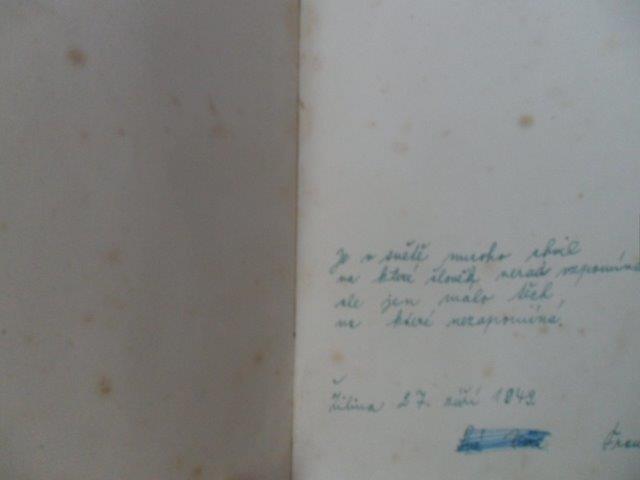 Je v světě mnoho chvil
na které člověk nerad vzpomíná
ale jen málo těch,
na které nezapomíná.
Žilina 27. září 1942